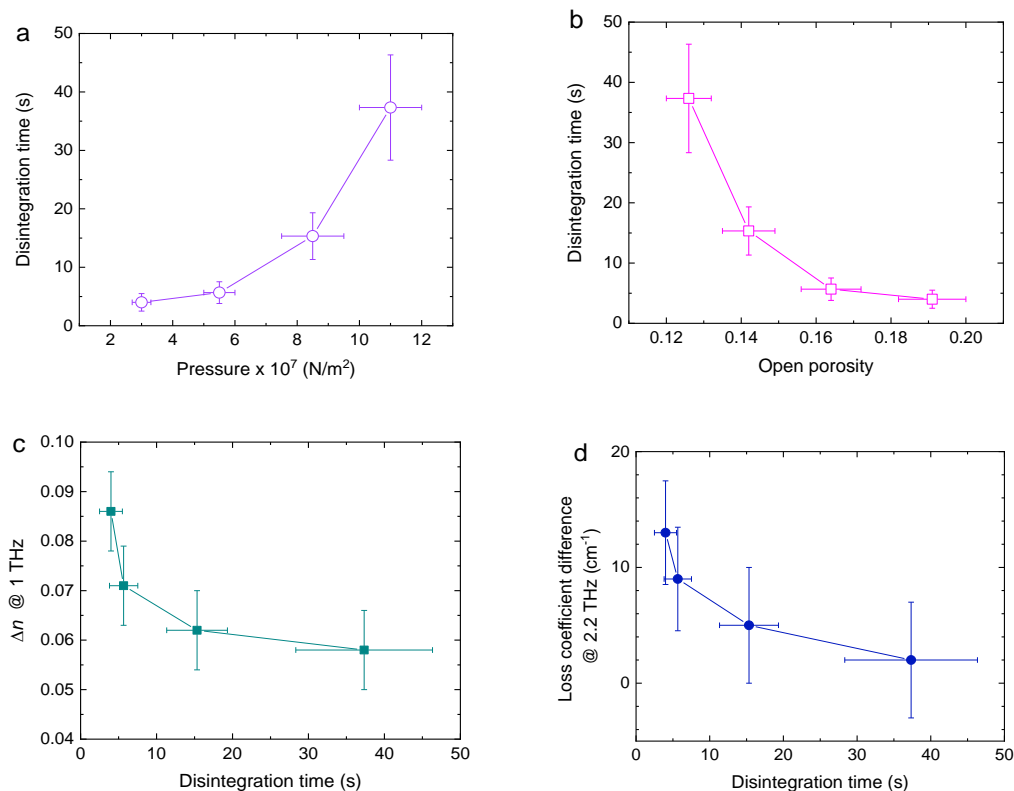 a
50
40
30
20
10
0
Disintegration time (s)
2 4 6 8 10 12
Pressure x 10⁷ (N/m²)
b
50
40
30
20
10
0
Disintegration time (s)
0.12 0.14 0.16 0.18 0.20
Open porosity
c
0.10
0.09
0.08
0.07
0.06
0.05
0.04
Δn @ 1 THz
0 10 20 30 40 50
Disintegration time (s)
d
20
10
0
Loss coefficient difference
@ 2.2 THz (cm⁻¹)
0 10 20 30 40 50
Disintegration time (s)